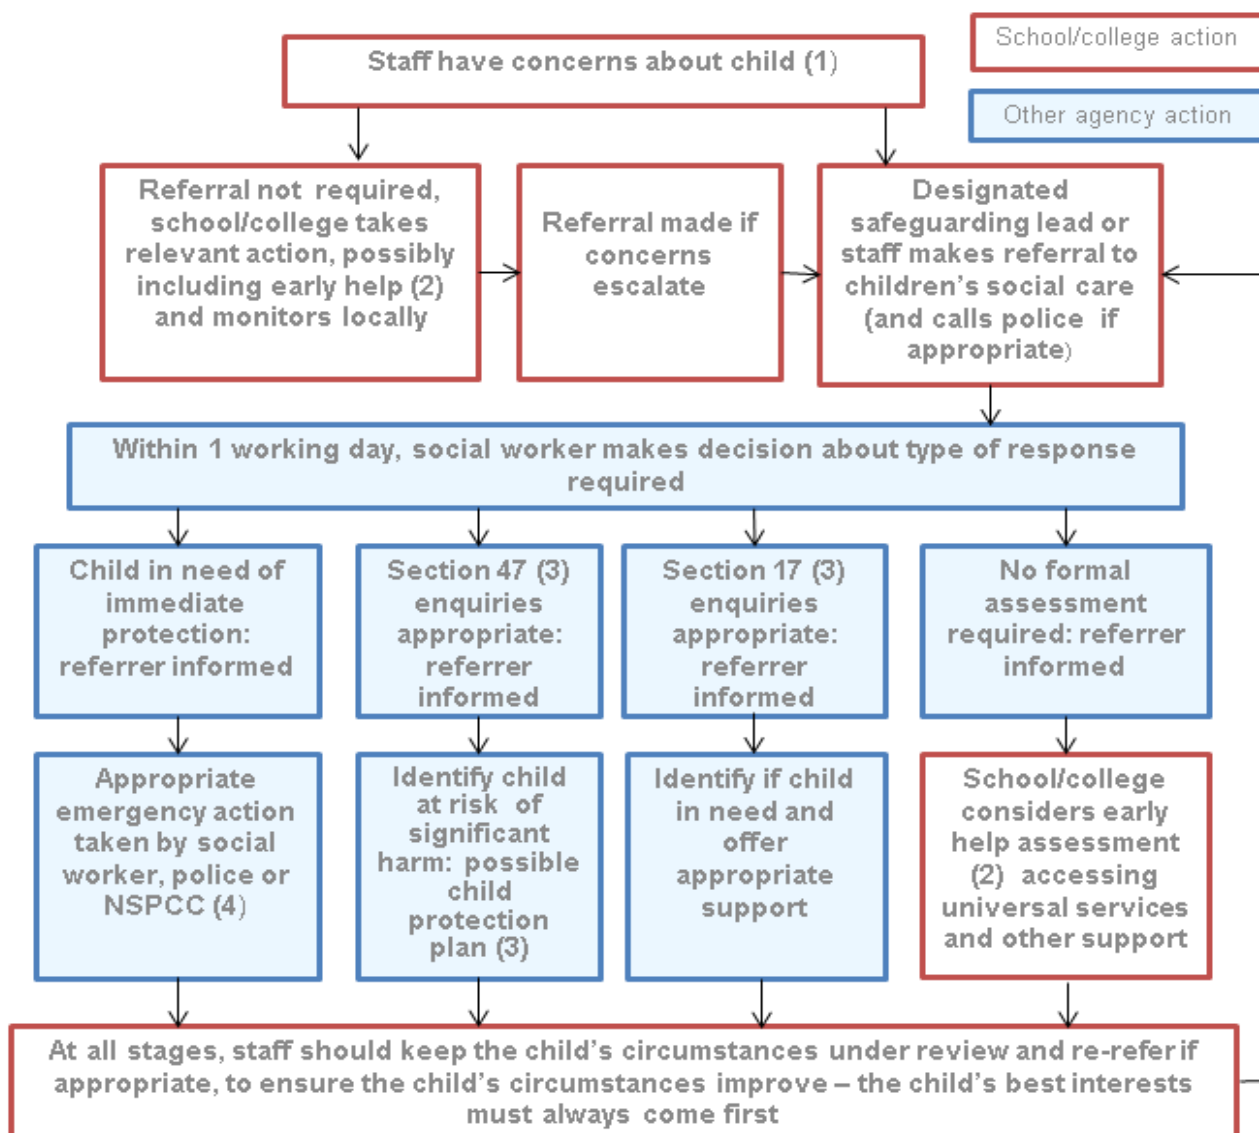 School/college action
Staff have concerns about child (1)
Other agency action
Referral not required,
school/college takes
relevant action, possibly
including early help (2)
and monitors locally
Referral made if
concerns
escalate
Designated
safeguarding lead or
staff makes referral to
children’s social care
(and calls police if
appropriate)
Within 1 working day, social worker makes decision about type of response
required
Child in need of
immediate
protection:
referrer informed
Section 47 (3)
enquiries
appropriate:
referrer
informed
Section 17 (3)
enquiries
appropriate:
referrer
informed
No formal
assessment
required: referrer
informed
Appropriate
emergency action
taken by social
worker, police or
NSPCC (4)
Identify child
at risk of
significant
harm: possible
child
protection
plan (3)
Identify if child
in need and
offer
appropriate
support
School/college
considers early
help assessment
(2) accessing
universal services
and other support
At all stages, staff should keep the child’s circumstances under review and re-refer if
appropriate, to ensure the child’s circumstances improve – the child’s best interests
must always come first